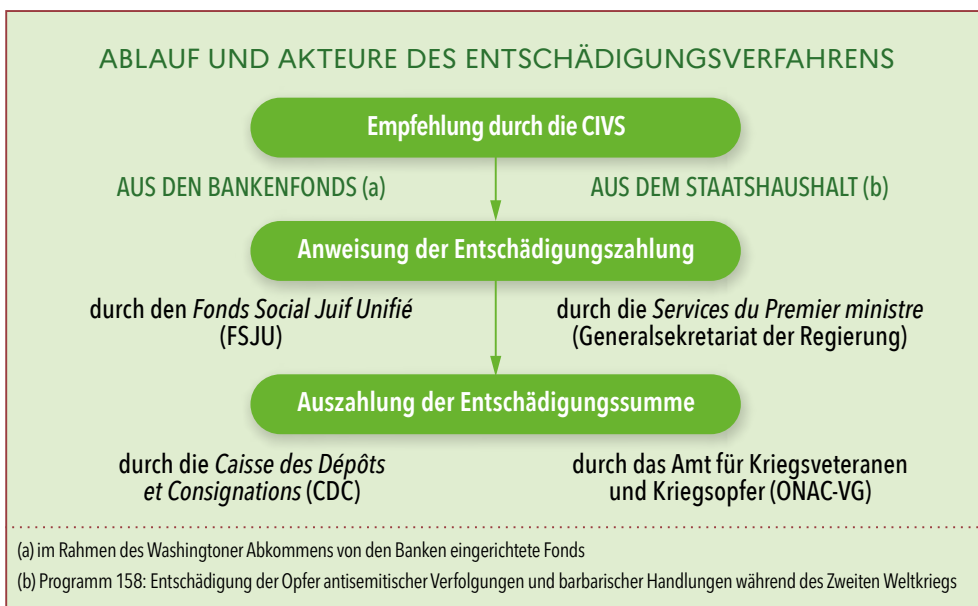 ABLAUF UND AKTEURE DES ENTSCHÄDIGUNGSVERFAHRENS
Empfehlung durch die CIVS
AUS DEN BANKENFONDS (a)
AUS DEM STAATSHAUSHALT (b)
Anweisung der Entschädigungszahlung
durch den Fonds Social Juif Unifié
(FSJU)
durch die Services du Premier ministre
(Generalsekretariat der Regierung)
Auszahlung der Entschädigungssumme
durch die Caisse des Dépôts
et Consignations (CDC)
durch das Amt für Kriegsveteranen
und Kriegsopfer (ONAC-VG)
(a) im Rahmen des Washingtoner Abkommens von den Banken eingerichtete Fonds
(b) Programm 158: Entschädigung der Opfer antisemitischer Verfolgungen und barbarischer Handlungen während des Zweiten Weltkriegs